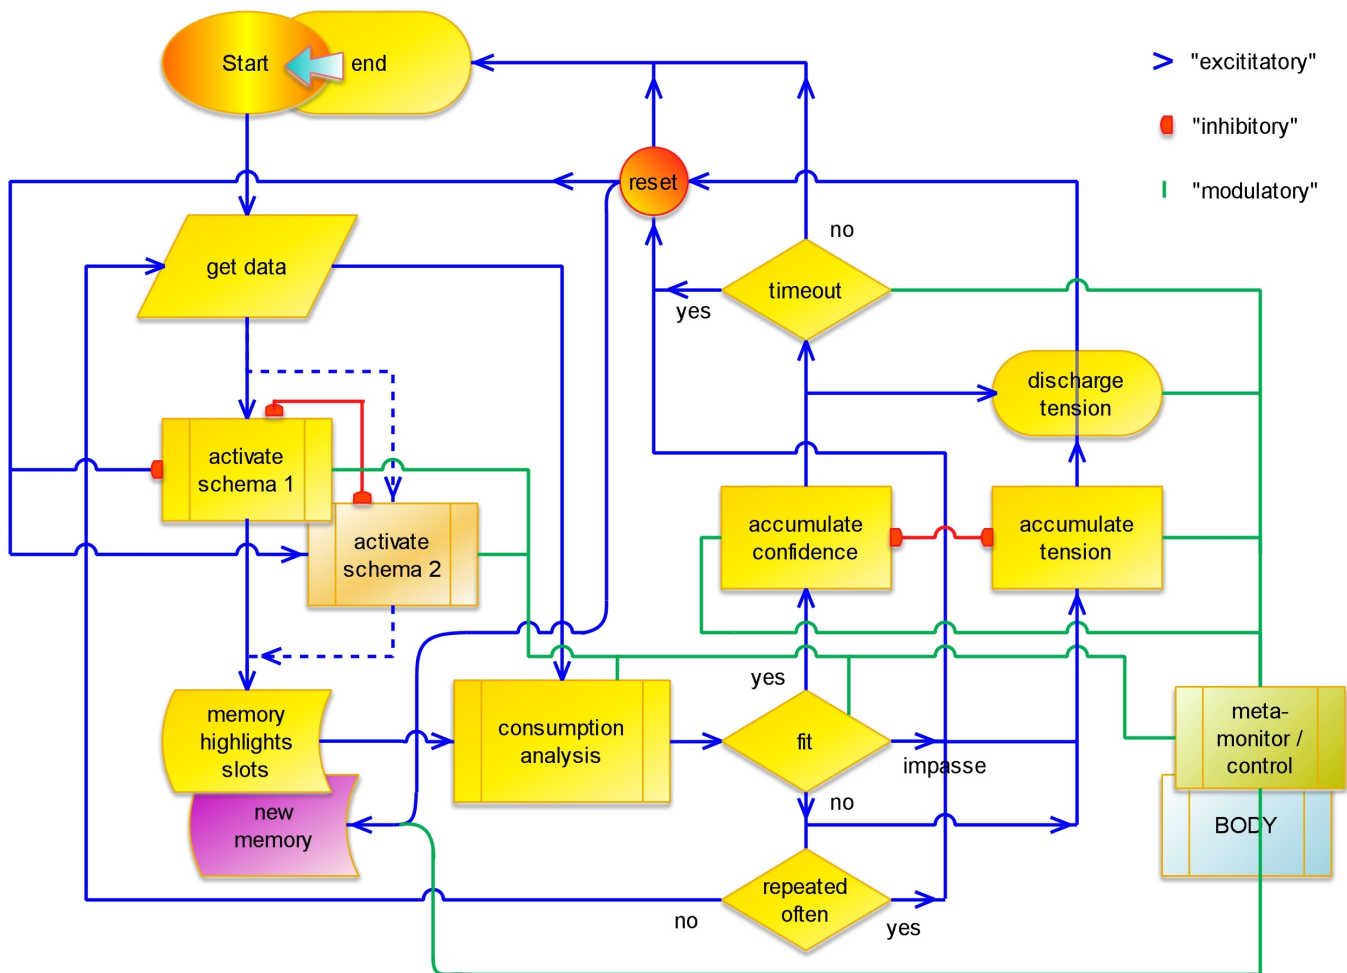 Start
end
"excititatory"
"inhibitory"
"modulatory"
reset
no
get data
timeout
yes
discharge
tension
activate
schema 1
activate
schema 2
accumulate
confidence
accumulate
tension
yes
memory
highlights
slots
consumption
analysis
fit
impasse
meta-
monitor /
control
no
new
memory
BODY
repeated
often
no
yes